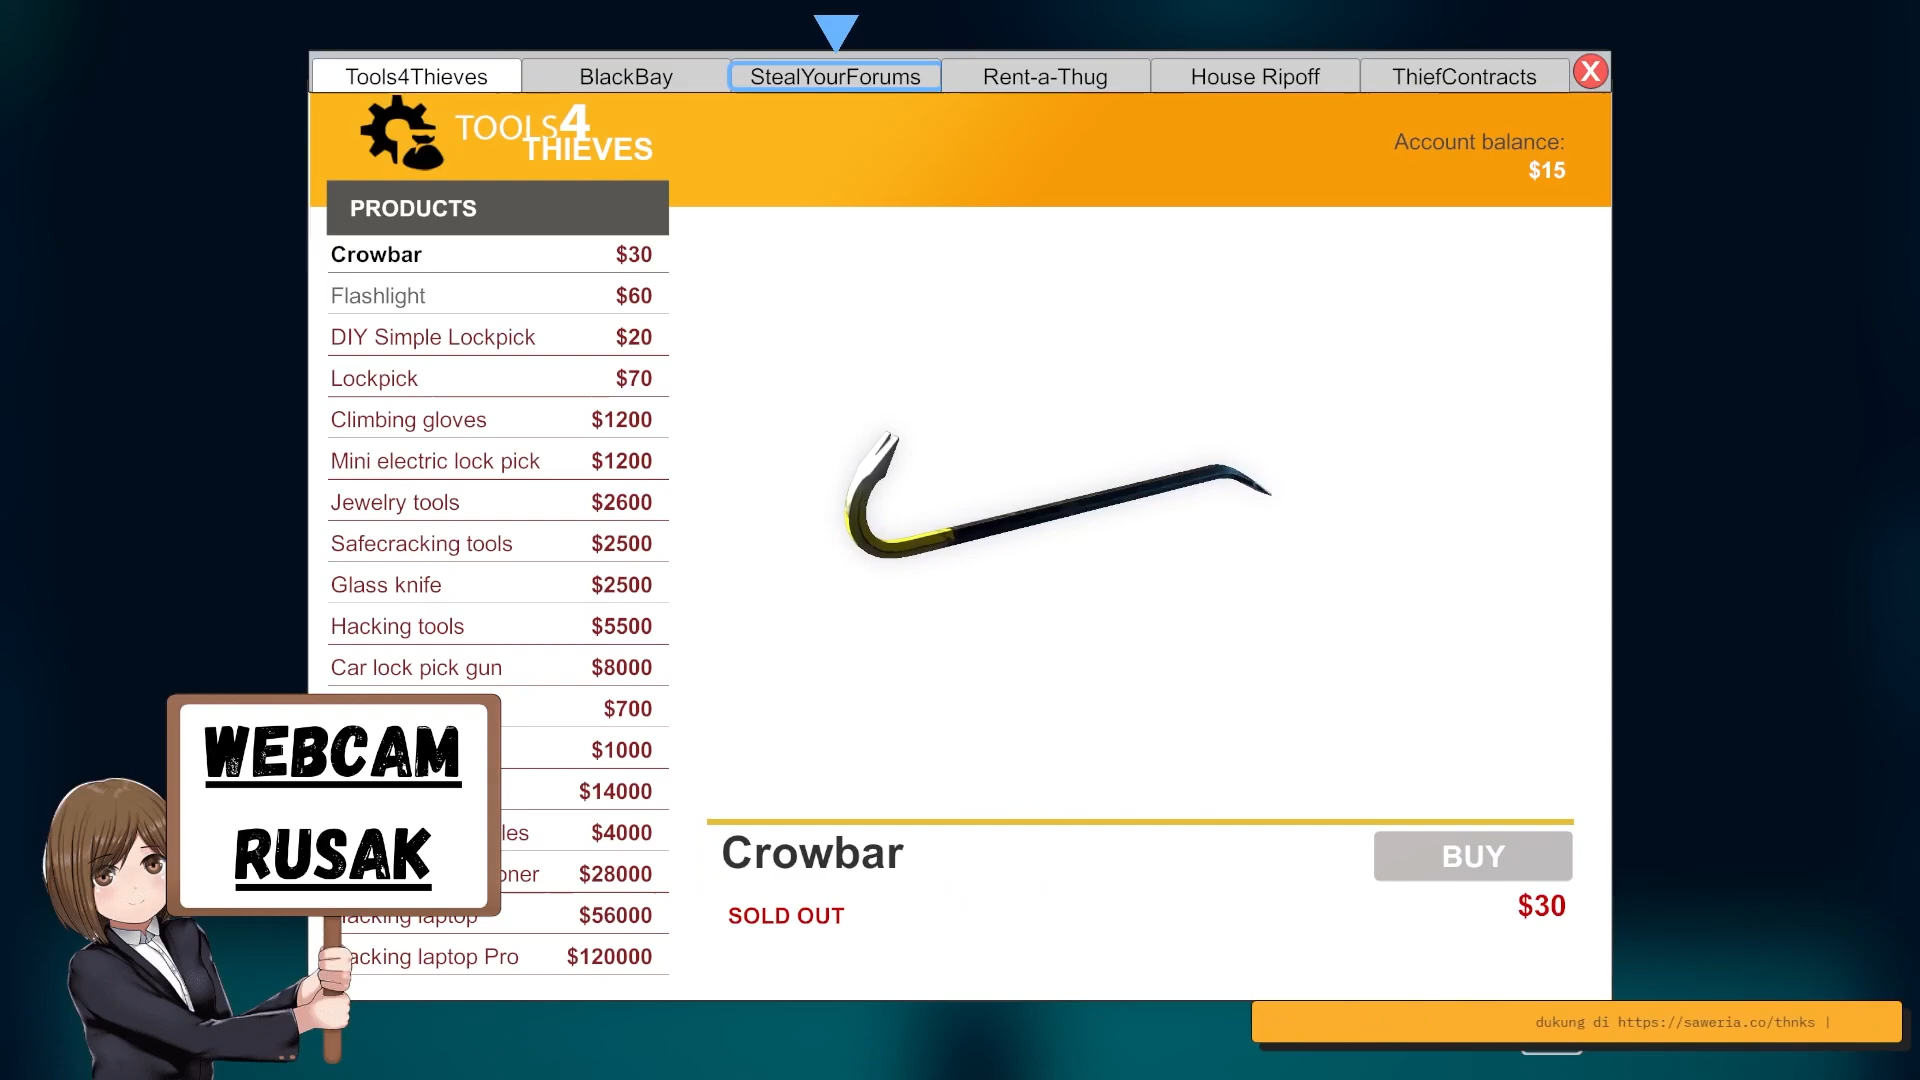 Tools4Thieves
BlackBay
StealYourForums
Rent-a-Thug
House Ripoff
ThiefContracts
X
TOOLS 4
THIEVES
Account balance:
$15
PRODUCTS
Crowbar $30
Flashlight $60
DIY Simple Lockpick $20
Lockpick $70
Climbing gloves $1200
Mini electric lock pick $1200
Jewelry tools $2600
Safecracking tools $2500
Glass knife $2500
Hacking tools $5500
Car lock pick gun $8000
$700
$1000
$14000
les $4000
oner $28000
$56000
acking laptop Pro $120000
WEBCAM
RUSAK
Crowbar
BUY
SOLD OUT
$30
dukung di https://saweria.co/thnks |